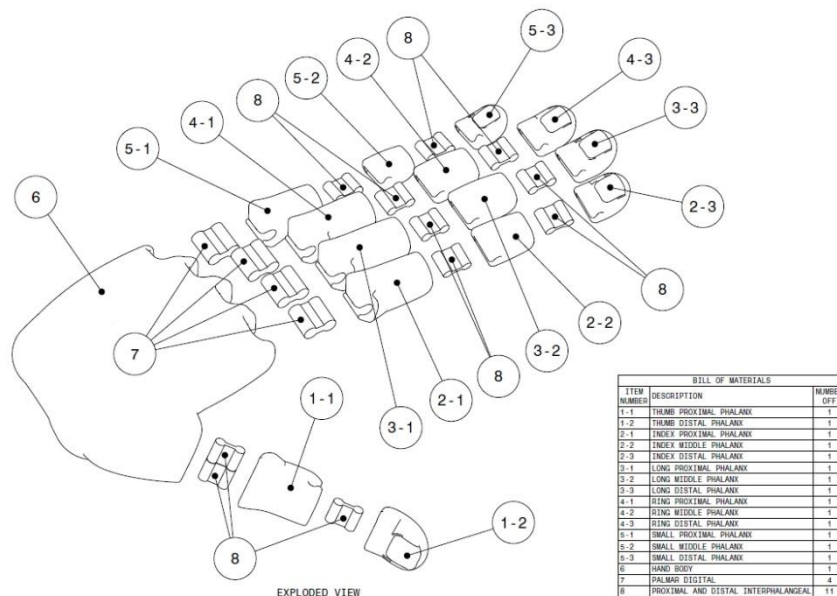 8
5-3
4-2
4-3
5-2
8
3-3
4-1
5-1
6
2-3
8
7
2-2
3-2
8
2-1
3-1
1-1
8
1-2
EXPLODED VIEW
BILL OF MATERIALS
ITEM NUMBER DESCRIPTION NUMBE OFF
1-1 THUMB PROXIMAL PHALANX 1
1-2 THUMB DISTAL PHALANX 1
2-1 INDEX PROXIMAL PHALANX 1
2-2 INDEX MIDDLE PHALANX 1
2-3 INDEX DISTAL PHALANX 1
3-1 LONG PROXIMAL PHALANX 1
3-2 LONG MIDDLE PHALANX 1
3-3 LONG DISTAL PHALANX 1
4-1 RING PROXIMAL PHALANX 1
4-2 RING MIDDLE PHALANX 1
4-3 RING DISTAL PHALANX 1
5-1 SMALL PROXIMAL PHALANX 1
5-2 SMALL MIDDLE PHALANX 1
5-3 SMALL DISTAL PHALANX 1
6 HAND BODY 1
7 PALMAR DIGITAL 4
8 PROXIMAL AND DISTAL INTERPHALANGEAL 11